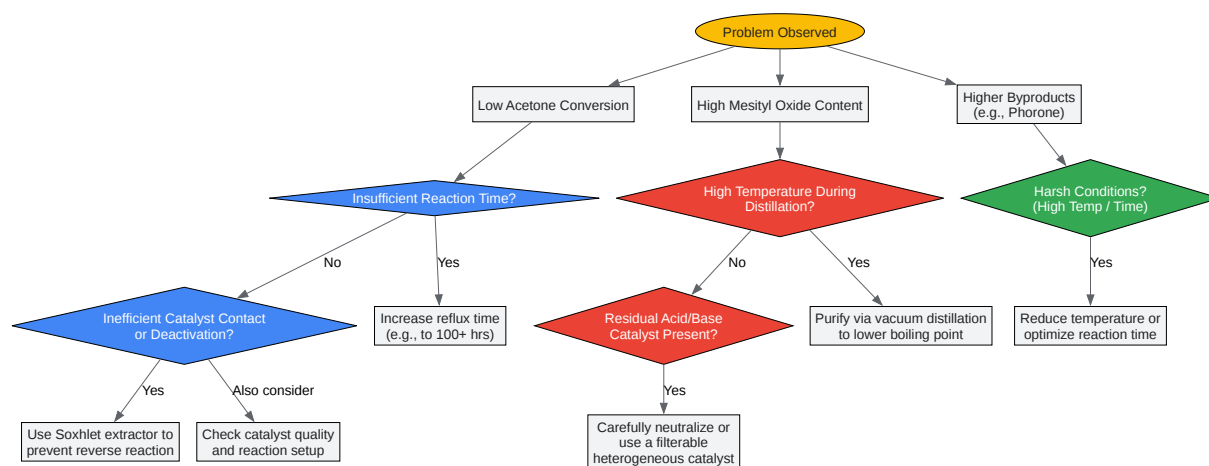 Problem Observed
Low Acetone Conversion
High Mesityl Oxide Content
Higher Byproducts
(e.g., Phorone)
Insufficient Reaction Time?
High Temperature During
Distillation?
Harsh Conditions?
(High Temp / Time)
No
Yes
No
Yes
Yes
Inefficient Catalyst Contact
or Deactivation?
Increase reflux time
(e.g., to 100+ hrs)
Residual Acid/Base
Catalyst Present?
Purify via vacuum distillation
to lower boiling point
Reduce temperature or
optimize reaction time
Yes
Also consider
Yes
Use Soxhlet extractor to
prevent reverse reaction
Check catalyst quality
and reaction setup
Carefully neutralize or
use a filterable
heterogeneous catalyst